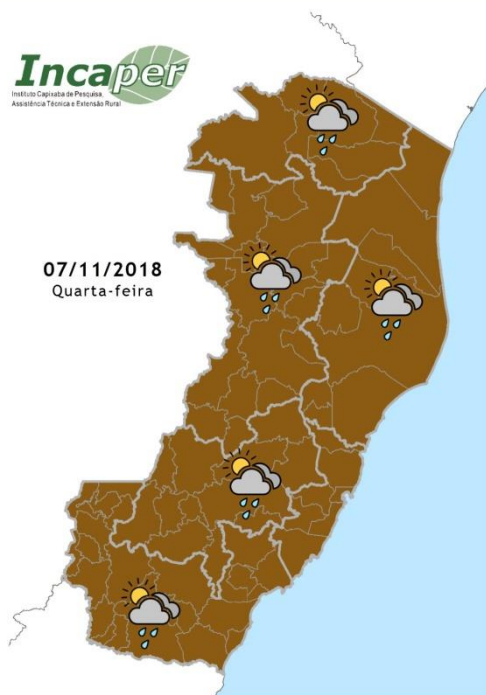 Incaper
Instituto Capixaba de Pesquisa,
Assistência Técnica e Extensão Rural
07/11/2018
Quarta-feira